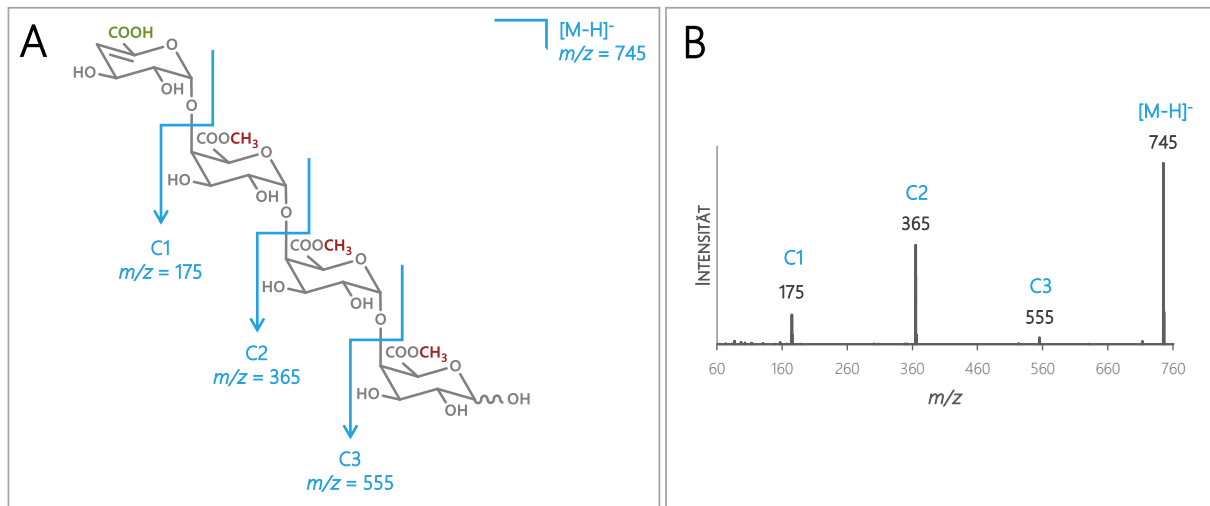 A
[M-H]-
m/z = 745
COOH
O
HO
OH
O
COOCH3
O
HO
OH
O
C1
m/z = 175
COOCH3
O
HO
OH
O
C2
m/z = 365
COOCH3
O
HO
OH
OH
C3
m/z = 555
B
[M-H]-
745
C2
365
C1
175
C3
555
INTENSITÄT
60 160 260 360 460 560 660 760
m/z